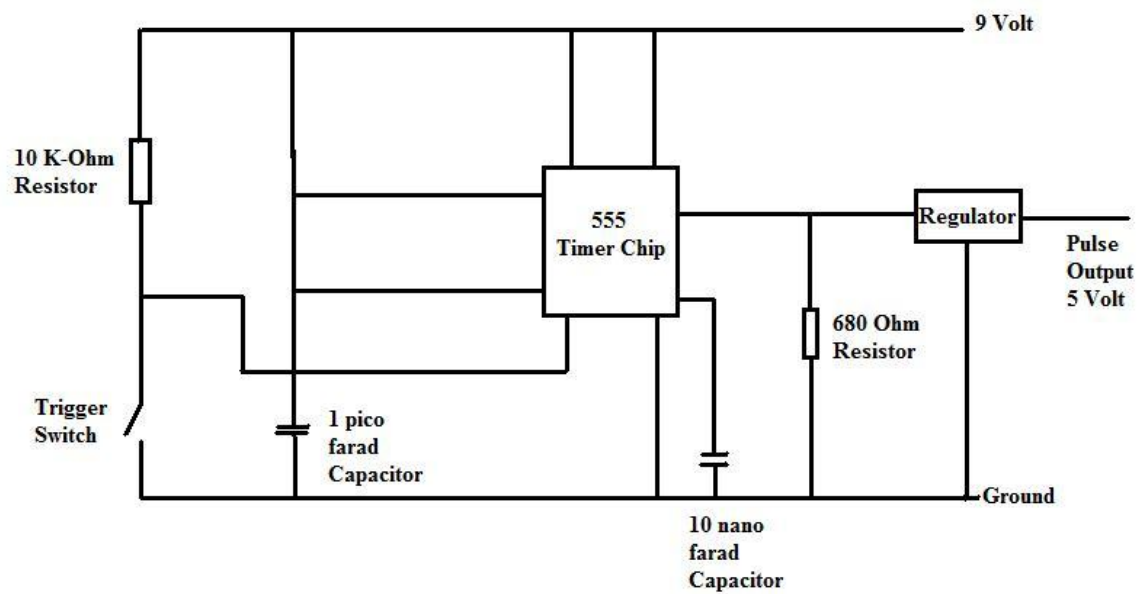 9 Volt
10 K-Ohm
Resistor
555
Timer Chip
Regulator
Pulse
Output
5 Volt
680 Ohm
Resistor
Trigger
Switch
1 pico
farad
Capacitor
Ground
10 nano
farad
Capacitor